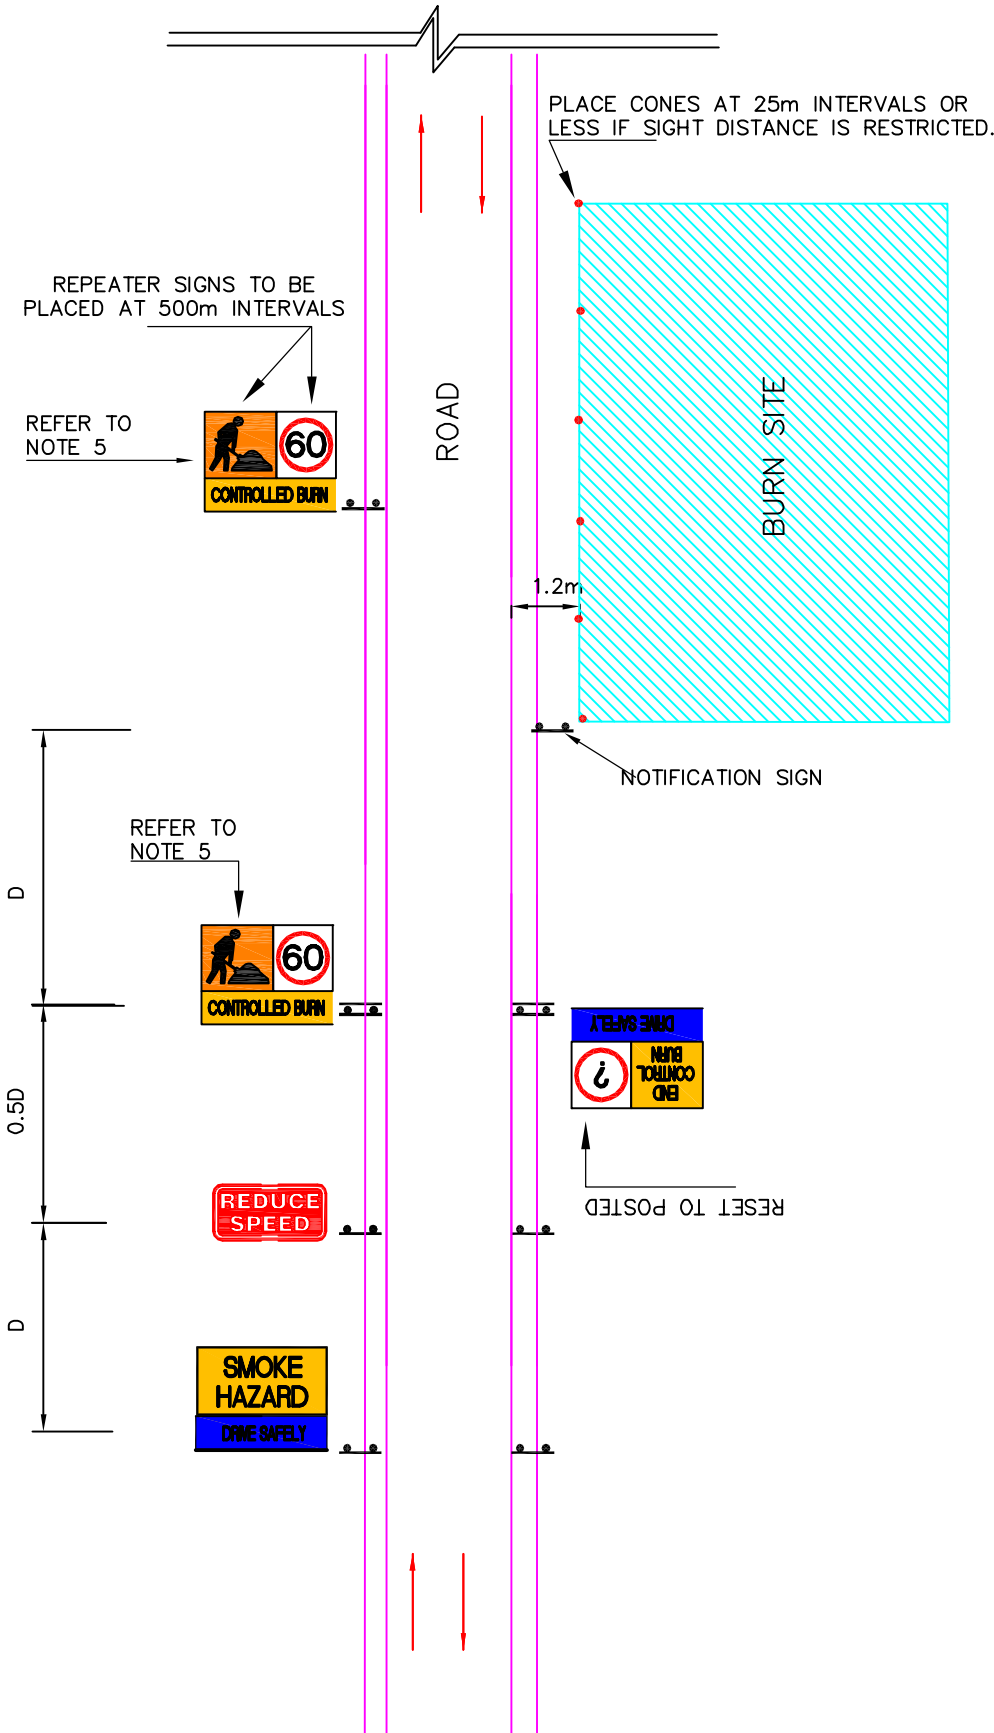 PLACE CONES AT 25m INTERVALS OR
LESS IF SIGHT DISTANCE IS RESTRICTED.
REPEATER SIGNS TO BE
PLACED AT 500m INTERVALS
REFER TO
NOTE 5
60
CONTROLLED BURN
ROAD
BURN SITE
1.2m
NOTIFICATION SIGN
REFER TO
NOTE 5
D
60
CONTROLLED BURN
DRIVE SAFELY
?
END
CONTROL
BURN
0.5D
RESET TO POSTED
REDUCE
SPEED
D
SMOKE
HAZARD
DRIVE SAFELY